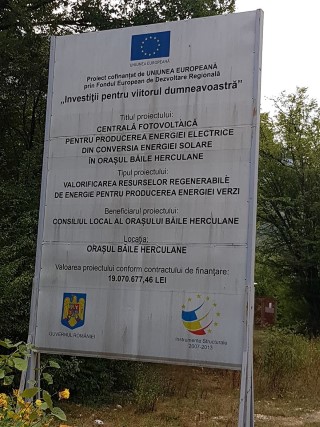 UNIUNEA EUROPEANĂ
Proiect cofinanțat de UNIUNEA EUROPEANĂ
prin Fondul European de Dezvoltare Regională
„Investiții pentru viitorul dumneavoastră”
Titlul proiectului:
CENTRALĂ FOTOVOLTAICĂ
PENTRU PRODUCEREA ENERGIEI ELECTRICE
DIN CONVERSIA ENERGIEI SOLARE
ÎN ORAȘUL BĂILE HERCULANE
Tipul proiectului:
VALORIFICAREA RESURSELOR REGENERABILE
DE ENERGIE PENTRU PRODUCEREA ENERGIEI VERZI
Beneficiarul proiectului:
CONSILIUL LOCAL AL ORAȘULUI BĂILE HERCULANE
Locația:
ORAȘUL BĂILE HERCULANE
Valoarea proiectului conform contractului de finanțare:
19.070.677,46 LEI
GUVERNUL ROMÂNIEI
Instrumente Structurale
2007-2013